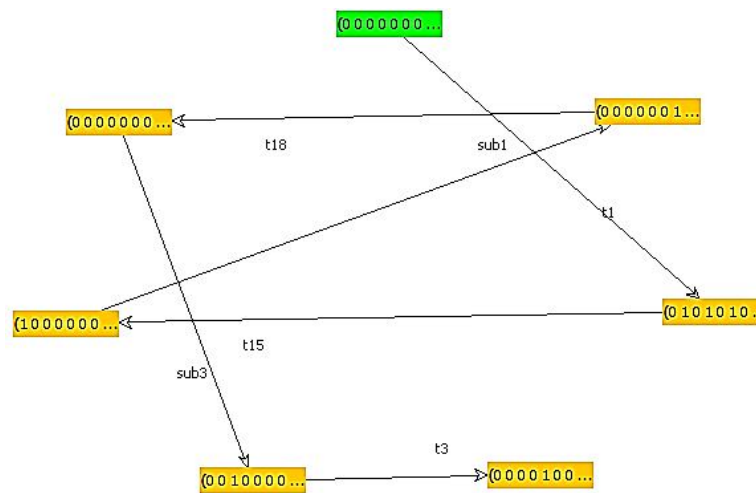 (0 0 0 0 0 0 0 ...
(0 0 0 0 0 0 0 ...
(0 0 0 0 0 0 1 ...
t18
sub1
t1
(1 0 0 0 0 0 0 ...
(0 1 0 1 0 1 0 ..
t15
sub3
t3
(0 0 1 0 0 0 0 ...
(0 0 0 0 1 0 0 ...